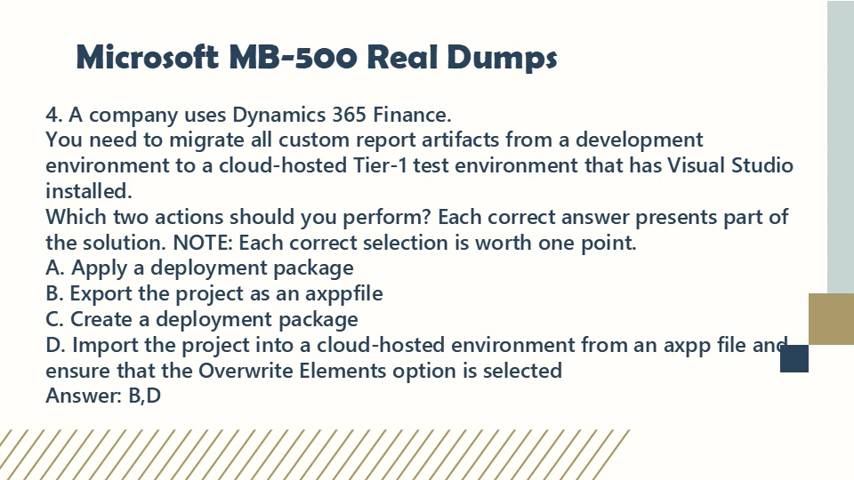 Microsoft MB-500 Real Dumps
4. A company uses Dynamics 365 Finance.
You need to migrate all custom report artifacts from a development
environment to a cloud-hosted Tier-1 test environment that has Visual Studio
installed.
Which two actions should you perform? Each correct answer presents part of
the solution. NOTE: Each correct selection is worth one point.
A. Apply a deployment package
B. Export the project as an axppfile
C. Create a deployment package
D. Import the project into a cloud-hosted environment from an axpp file and
ensure that the Overwrite Elements option is selected
Answer: B,D